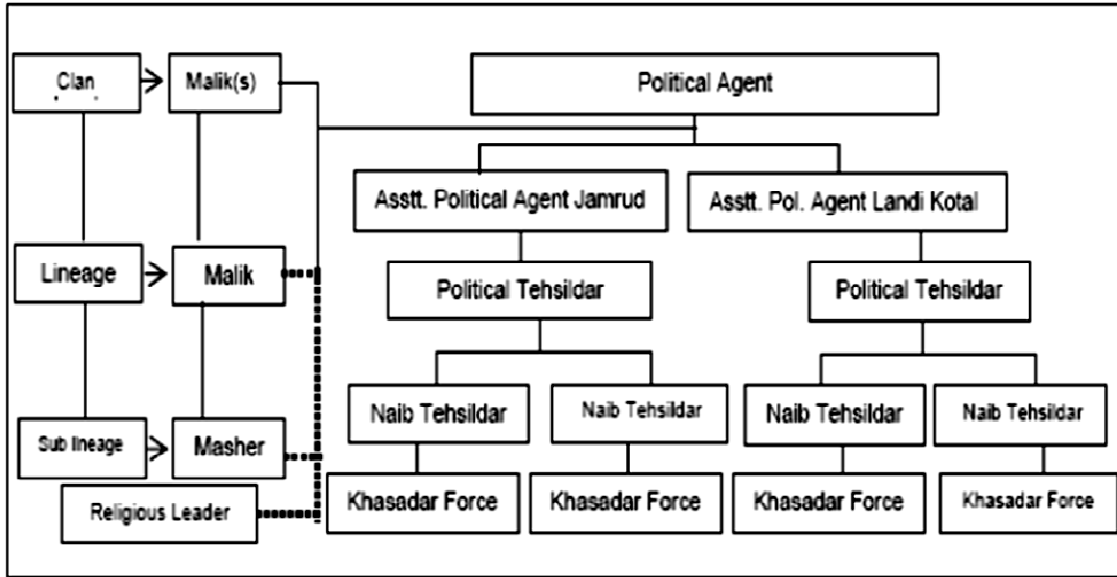 Clan
Malik(s)
Political Agent
Asstt. Political Agent Jamrud
Asstt. Pol. Agent Landi Kotal
Lineage
Malik
Political Tehsildar
Political Tehsildar
Naib Tehsildar
Naib Tehsildar
Naib Tehsildar
Naib Tehsildar
Sub lineage
Masher
Khasadar Force
Khasadar Force
Khasadar Force
Khasadar Force
Religious Leader